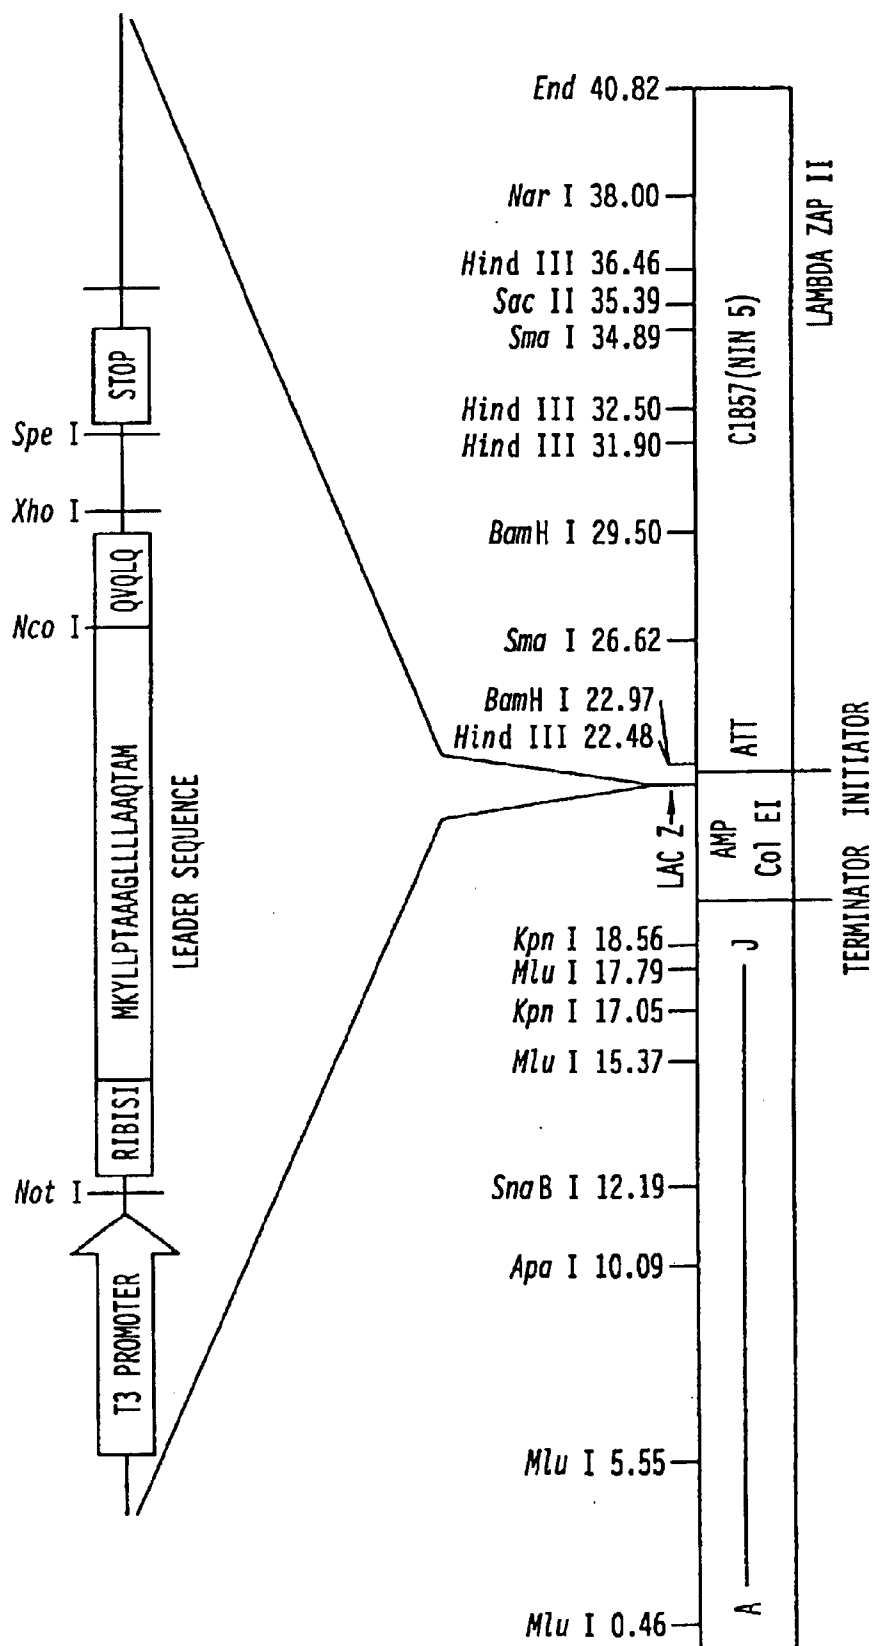 Spe I
Xho I
Nco I
Not I
STOP
QVQLQ
MKYLLPTAAAGLLLLAAQTAM
RIBISI
T3 PROMOTER
LEADER SEQUENCE
End 40.82
Nar I 38.00
Hind III 36.46
Sac II 35.39
Sma I 34.89
Hind III 32.50
Hind III 31.90
BamH I 29.50
Sma I 26.62
BamH I 22.97
Hind III 22.48
LAC Z
Kpn I 18.56
Mlu I 17.79
Kpn I 17.05
Mlu I 15.37
SnaB I 12.19
Apa I 10.09
Mlu I 5.55
Mlu I 0.46
C1857(NIN 5)
ATT
AMP
Col EI
J
A
LAMBDA ZAP II
INITIATOR
TERMINATOR